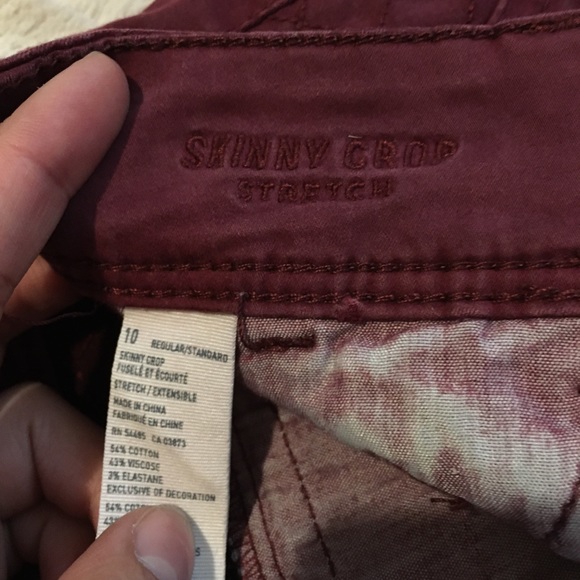 SKINNY CROP
STRETCH
10 REGULAR/STANDARD
SKINNY CROP
FUSELÉ ET ÉCOURTÉ
STRETCH / EXTENSIBLE
MADE IN CHINA
FABRIQUÉ EN CHINE
RN 54485 CA 03873
54% COTTON
43% VISCOSE
3% ELASTANE
EXCLUSIVE OF DECORATION
54%